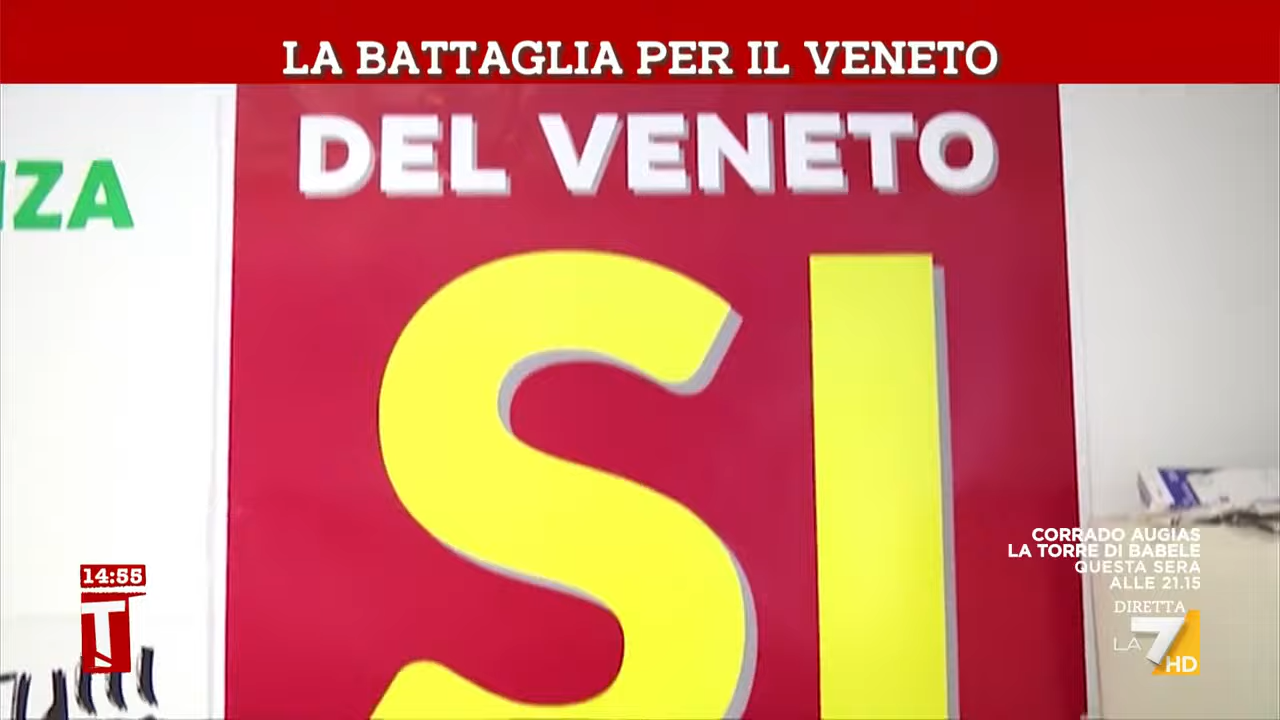 LA BATTAGLIA PER IL VENETO
DEL VENETO
NZA
SI
CORRADO AUGIAS
LA TORRE DI BABELE
QUESTA SERA
ALLE 21.15
14:55
T
DIRETTA
LA 7 HD